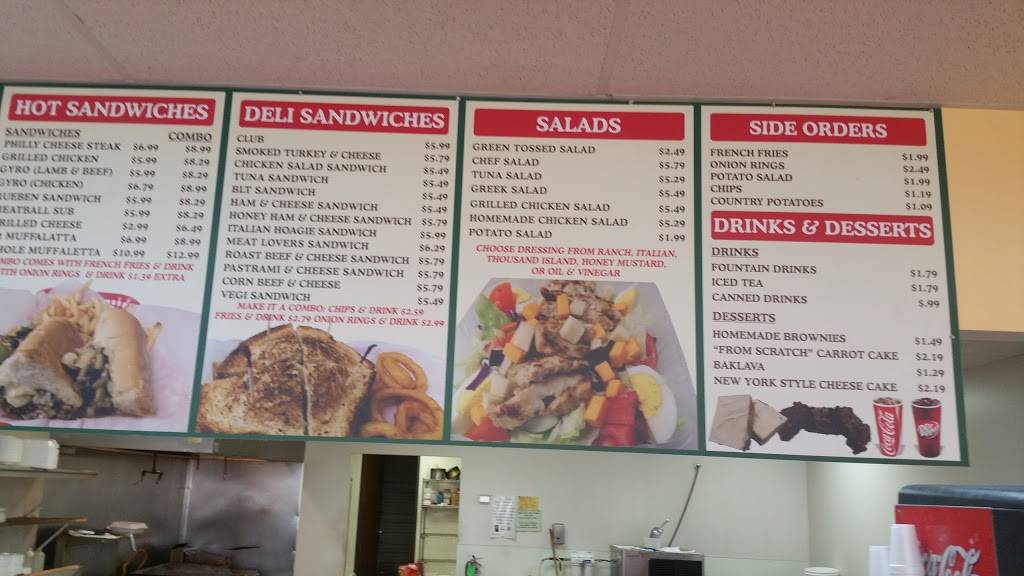 HOT SANDWICHES
SANDWICHES COMBO
PHILLY CHEESE STEAK $6.99 $8.99
GRILLED CHICKEN $5.99 $8.29
GYRO (LAMB & BEEF) $5.99 $8.29
GYRO (CHICKEN) $6.79 $8.99
RUEBEN SANDWICH $5.99 $8.29
MEATBALL SUB $5.99 $8.29
GRILLED CHEESE $2.99 $6.49
MUFFALATTA $6.99 $8.99
WHOLE MUFFALETTA $10.99 $12.99
COMBO COMES WITH FRENCH FRIES & DRINK
WITH ONION RINGS & DRINK $1.39 EXTRA
DELI SANDWICHES
CLUB $5.99
SMOKED TURKEY & CHEESE $5.79
CHICKEN SALAD SANDWICH $5.49
TUNA SANDWICH $5.49
BLT SANDWICH $5.49
HAM & CHEESE SANDWICH $5.49
HONEY HAM & CHEESE SANDWICH $5.79
ITALIAN HOAGIE SANDWICH $5.99
MEAT LOVERS SANDWICH $6.29
ROAST BEEF & CHEESE SANDWICH $5.79
PASTRAMI & CHEESE SANDWICH $5.79
CORN BEEF & CHEESE $5.79
VEGI SANDWICH $5.49
MAKE IT A COMBO: CHIPS & DRINK $2.59
FRIES & DRINK $2.79 ONION RINGS & DRINK $2.99
SALADS
GREEN TOSSED SALAD $2.49
CHEF SALAD $5.79
TUNA SALAD $5.29
GREEK SALAD $5.49
GRILLED CHICKEN SALAD $5.49
HOMEMADE CHICKEN SALAD $5.29
POTATO SALAD $1.99
CHOOSE DRESSING FROM RANCH, ITALIAN,
THOUSAND ISLAND, HONEY MUSTARD,
OR OIL & VINEGAR
SIDE ORDERS
FRENCH FRIES $1.99
ONION RINGS $2.49
POTATO SALAD $1.99
CHIPS $1.19
COUNTRY POTATOES $1.09
DRINKS & DESSERTS
DRINKS
FOUNTAIN DRINKS $1.79
ICED TEA $1.79
CANNED DRINKS $.99
DESSERTS
HOMEMADE BROWNIES $1.49
"FROM SCRATCH" CARROT CAKE $2.19
BAKLAVA $1.29
NEW YORK STYLE CHEESE CAKE $2.19
Coca-Cola
Dr Pepper